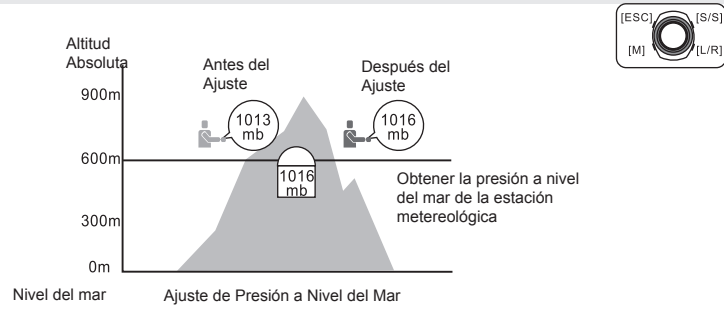 [ESC]
[S/S]
[M]
[L/R]
Altitud
Absoluta
Antes del
Ajuste
Después del
Ajuste
900m
1013
mb
1016
mb
600m
1016
mb
Obtener la presión a nivel
del mar de la estación
metereológica
300m
0m
Nivel del mar
Ajuste de Presión a Nivel del Mar